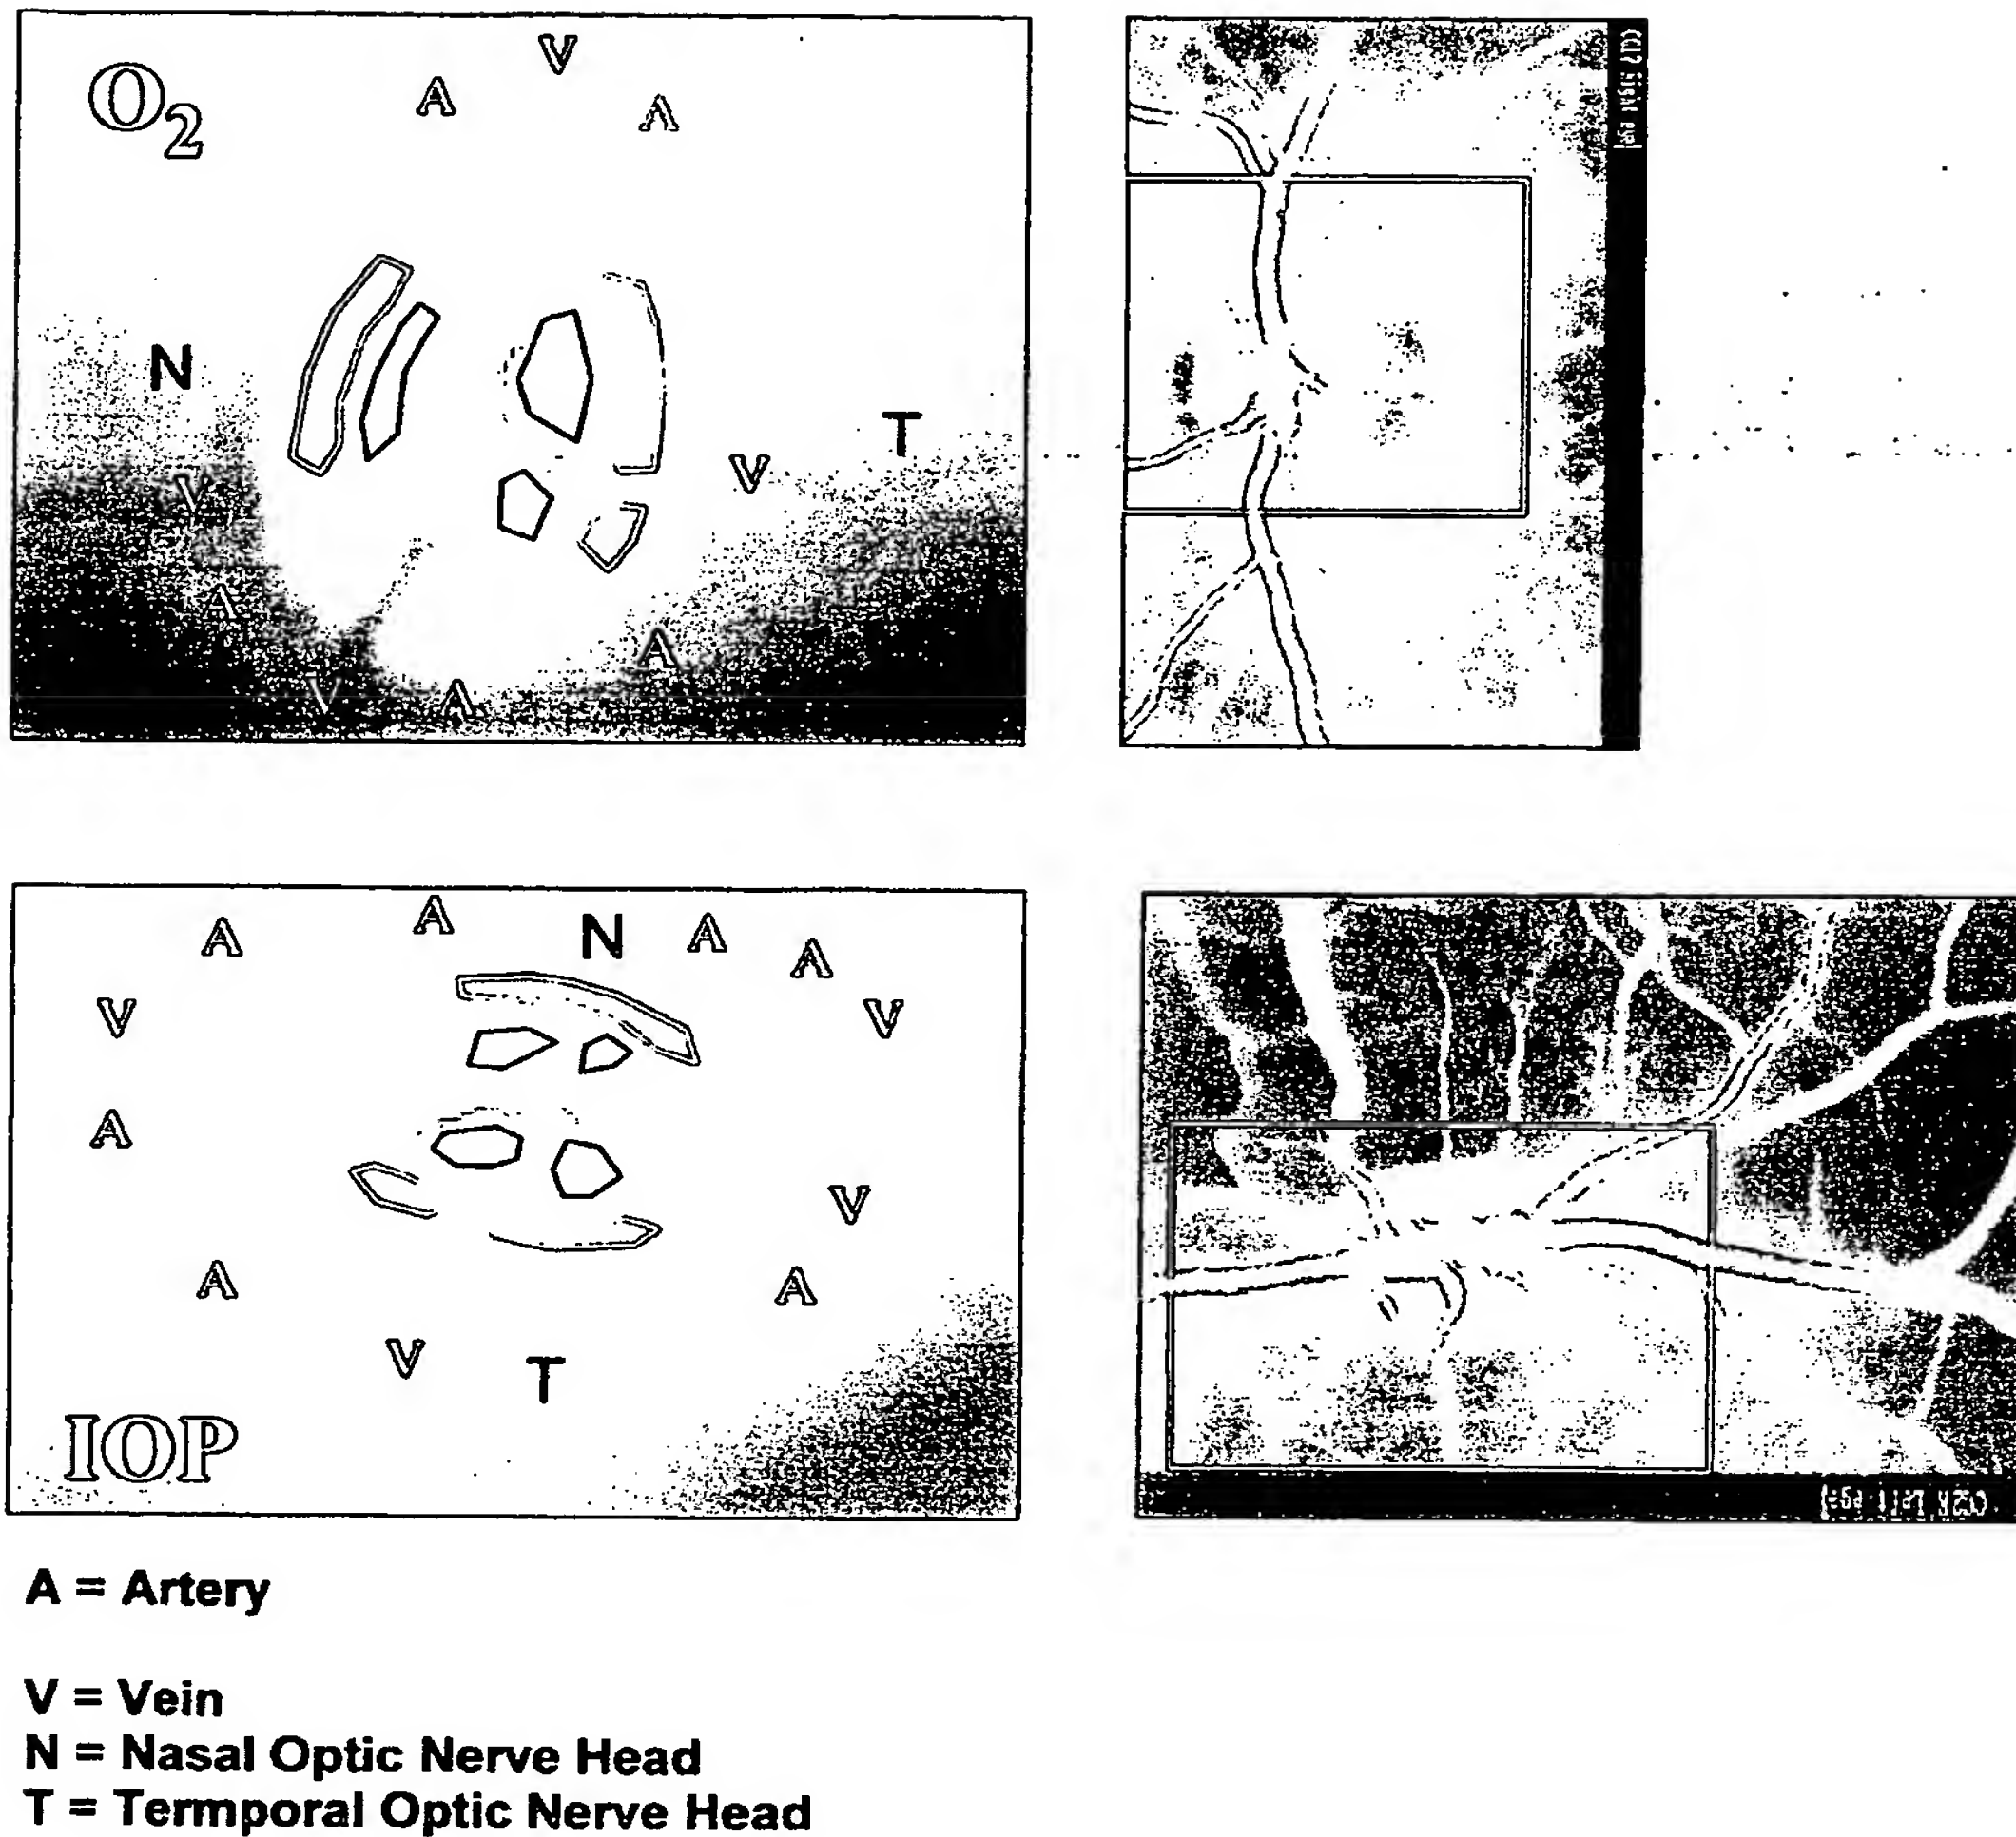 V
A
A
O₂
N
T
V
V
A
A
V
A
A
A
N
A
A
V
V
A
V
A
A
V
T
IOP
A = Artery
V = Vein
N = Nasal Optic Nerve Head
T = Termporal Optic Nerve Head